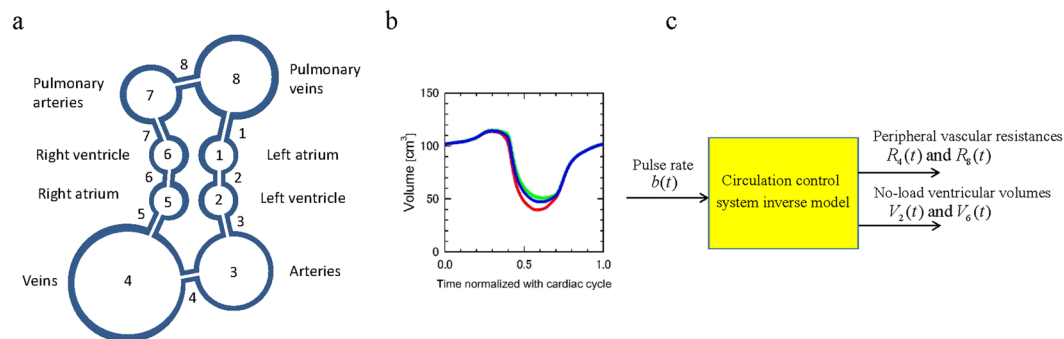 a
b
c
8
Pulmonary
arteries
7
8
Pulmonary
veins
7
1
Right ventricle
6
1
Left atrium
6
2
Right atrium
5
2
Left ventricle
5
3
Veins
4
3
Arteries
4
Volume [cm³]
150
100
50
0
0.0
0.5
1.0
Time normalized with cardiac cycle
Pulse rate
b(t)
Circulation control
system inverse model
Peripheral vascular resistances
R₄(t) and R₈(t)
No-load ventricular volumes
V₂(t) and V₆(t)